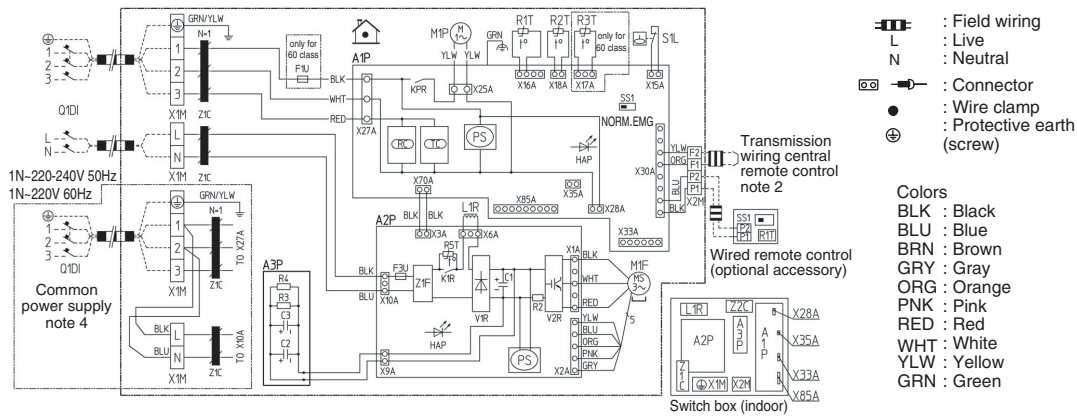 GRN/YLW
N=1
1
2
3
1
2
3
Q1DI
X1M
Z1C
only for
60 class
F1U
BLK
WHT
RED
A1P
X27A
KPR
RC
TC
M1P
M
1~
YLW
YLW
X25A
PS
GRN
R1T
R2T
R3T
only for
60 class
X16A
X18A
X17A
S1L
X15A
SS1
NORM.EMG
HAP
X30A
X35A
X28A
X33A
X85A
X70A
YLW
ORG
BLU
BLK
F2
F1
P2
P1
X2M
Transmission
wiring central
remote control
note 2
SS1
P2
P1
R1T
Wired remote control
(optional accessory)
L
N
L
N
X1M
Z1C
1N~220-240V 50Hz
1N~220V 60Hz
GRN/YLW
N=1
1
2
3
1
2
3
Q1DI
X1M
Z1C
TO X27A
Common
power supply
note 4
BLK
BLU
L
N
X1M
Z1C
TO X10A
A3P
R4
R3
C3
C2
A2P
BLK
BLK
X3A
L1R
X6A
R5T
K1R
BLK
BLU
F3U
X10A
Z1F
V1R
C1
R2
V2R
HAP
PS
X9A
X1A
BLK
WHT
RED
M1F
MS
3~
5
YLW
BLU
ORG
PNK
GRY
X2A
L1R
Z2C
A2P
A3P
A1P
Z1C
X1M
X2M
X28A
X35A
X33A
X85A
Switch box (indoor)
: Field wiring
L : Live
N : Neutral
: Connector
: Wire clamp
: Protective earth
(screw)
Colors
BLK : Black
BLU : Blue
BRN : Brown
GRY : Gray
ORG : Orange
PNK : Pink
RED : Red
WHT : White
YLW : Yellow
GRN : Green